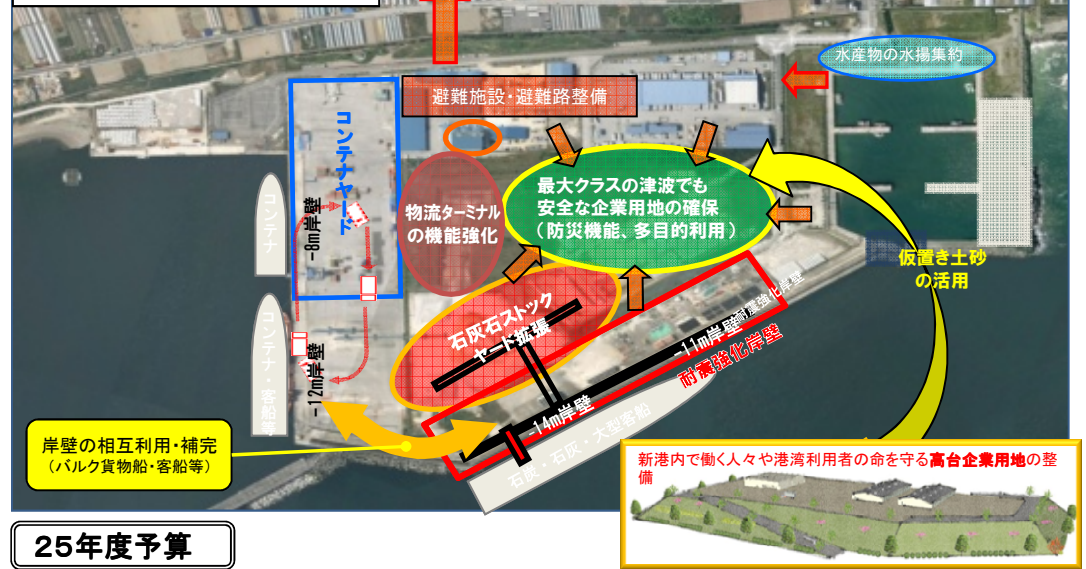 水産物の水揚集約
避難施設・避難路整備
コンテナヤード
-8m岸壁
コンテナ
物流ターミナル
の機能強化
最大クラスの津波でも
安全な企業用地の確保
（防災機能、多目的利用）
仮置き土砂
の活用
石灰石ストック
ヤード拡張
耐震強化岸壁
-11m岸壁
耐震強化岸壁
-12m岸壁
コンテナ・客船等
-14m岸壁
石炭・石灰・大型客船
岸壁の相互利用・補完
（バルク貨物船・客船等）
新港内で働く人々や港湾利用者の命を守る高台企業用地の整
備
25年度予算